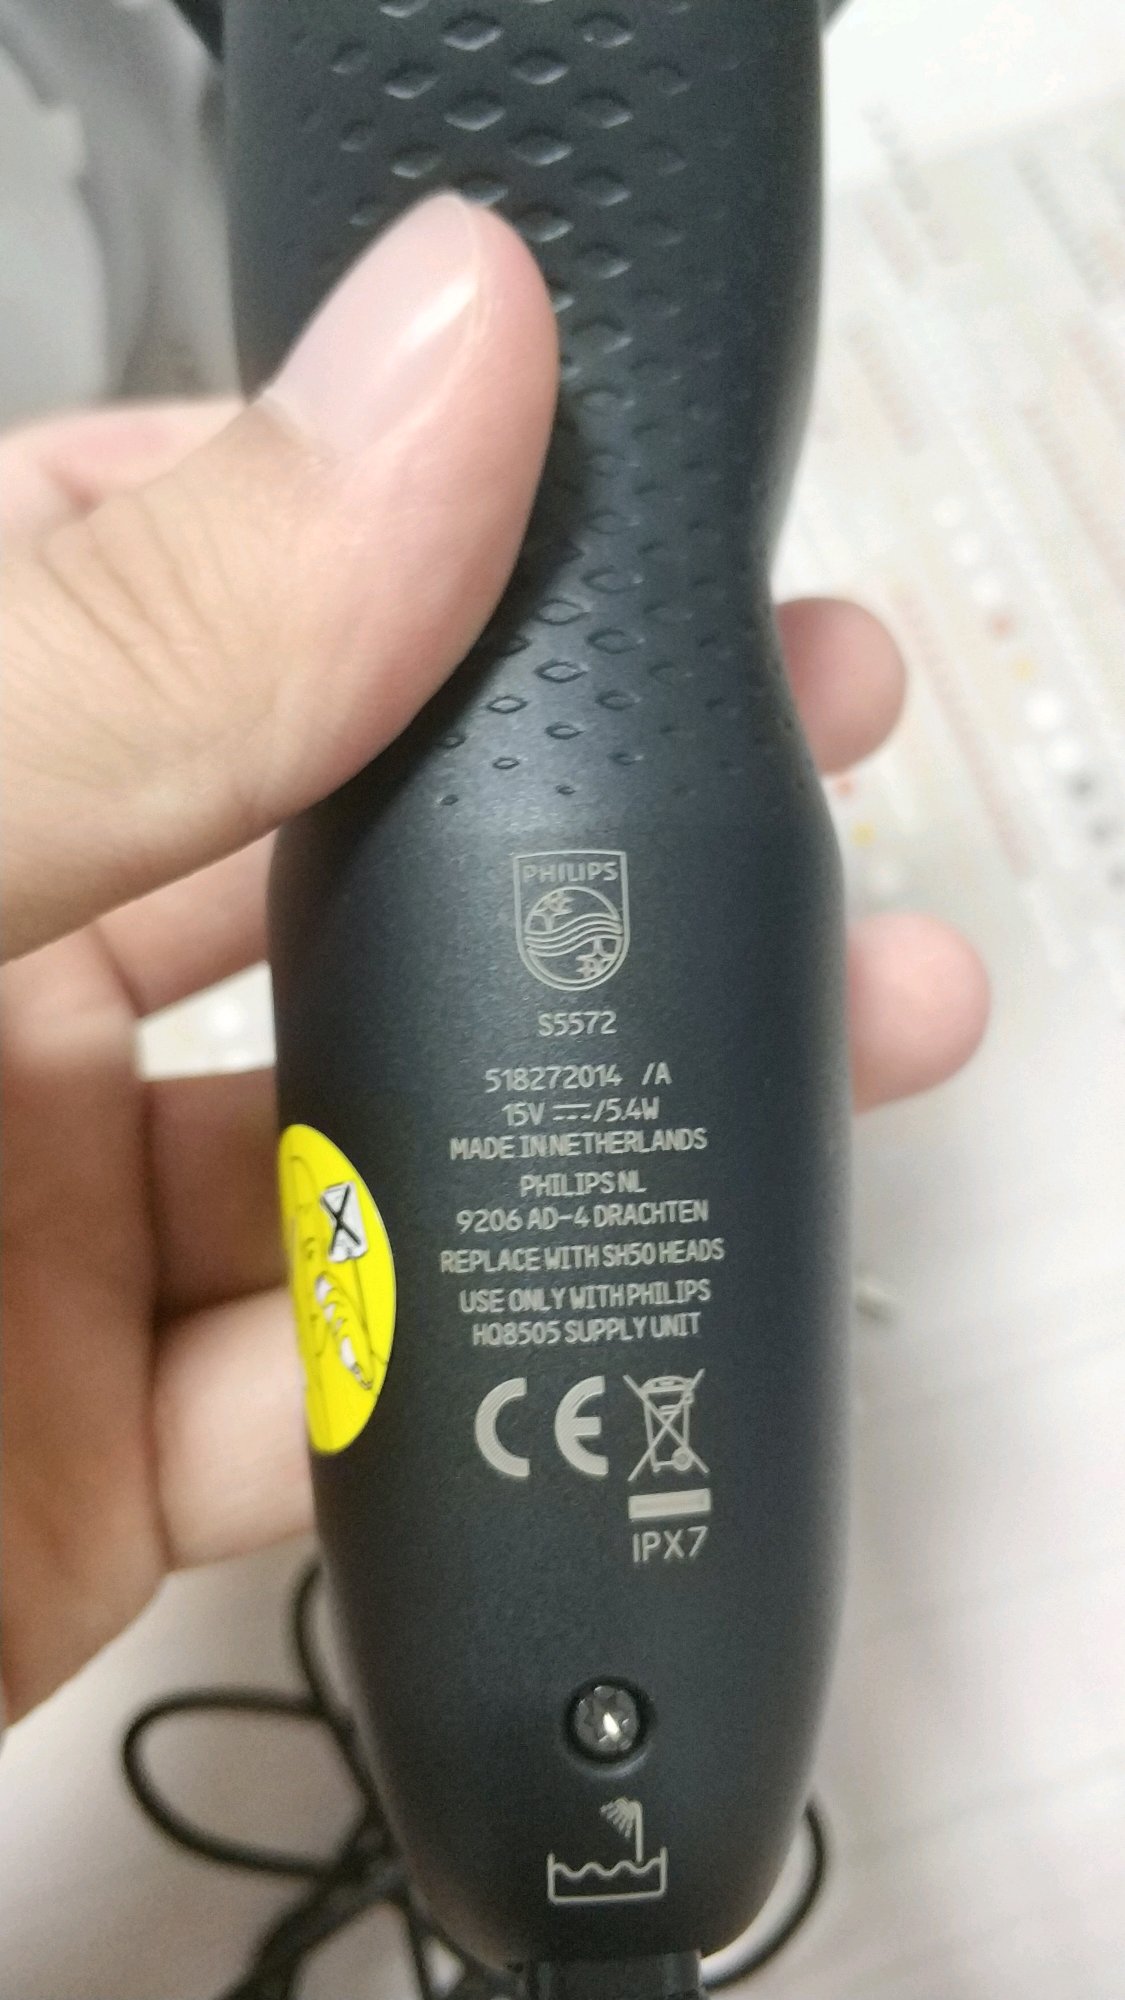 PHILIPS
S5572
518272014 /A
15V ⎓/5.4W
MADE IN NETHERLANDS
PHILIPS NL
9206 AD-4 DRACHTEN
REPLACE WITH SH50 HEADS
USE ONLY WITH PHILIPS
HQ8505 SUPPLY UNIT
CE
IPX7